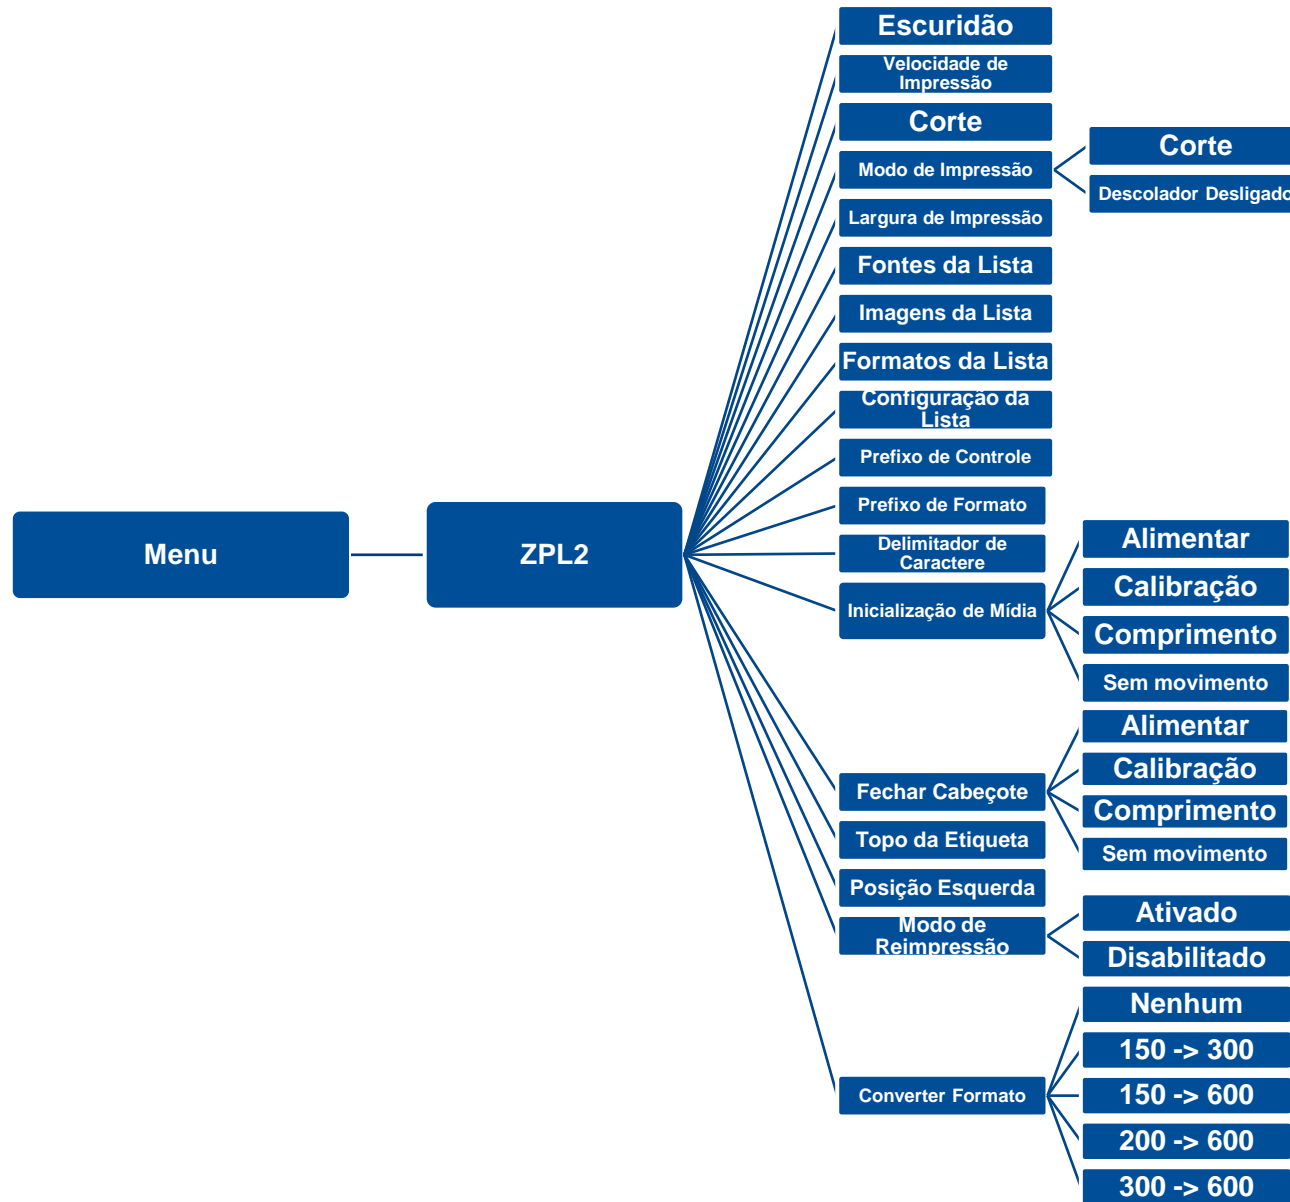 Menu
ZPL2
Escuridão
Velocidade de
Impressão
Corte
Modo de Impressão
Corte
Descolador Desligado
Largura de Impressão
Fontes da Lista
Imagens da Lista
Formatos da Lista
Configuração da
Lista
Prefixo de Controle
Prefixo de Formato
Delimitador de
Caractere
Inicialização de Mídia
Alimentar
Calibração
Comprimento
Sem movimento
Fechar Cabeçote
Alimentar
Calibração
Comprimento
Sem movimento
Topo da Etiqueta
Posição Esquerda
Modo de
Reimpressão
Ativado
Disabilitado
Converter Formato
Nenhum
150 -> 300
150 -> 600
200 -> 600
300 -> 600